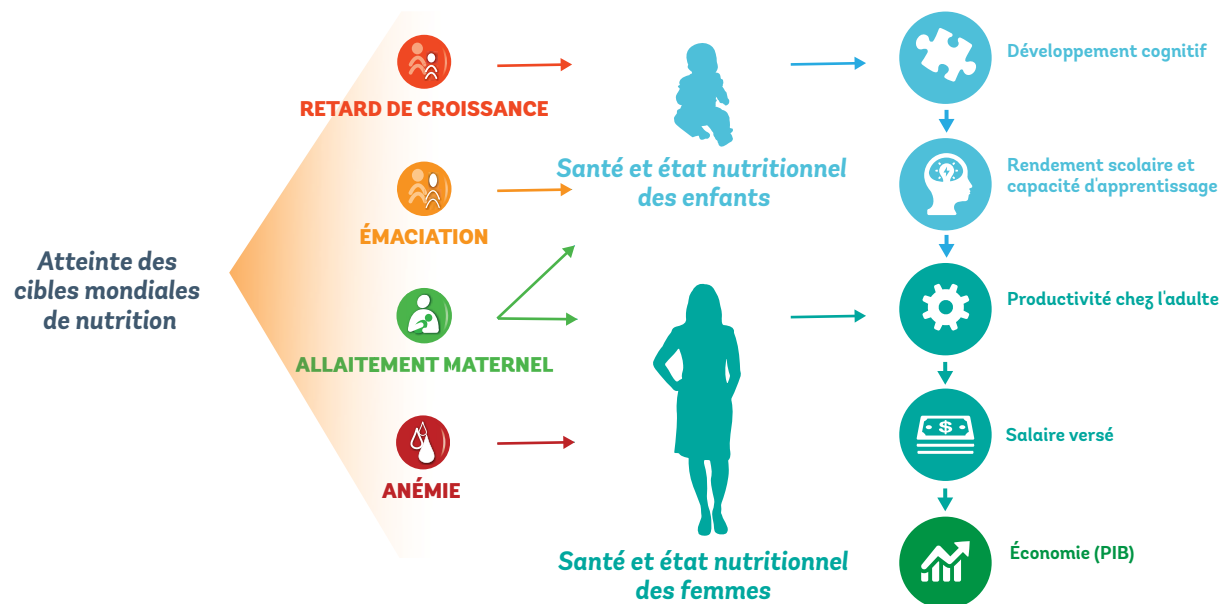 Atteinte des
cibles mondiales
de nutrition
RETARD DE CROISSANCE
ÉMACIATION
ALLAITEMENT MATERNEL
ANÉMIE
Santé et état nutritionnel
des enfants
Santé et état nutritionnel
des femmes
Développement cognitif
Rendement scolaire et
capacité d'apprentissage
Productivité chez l'adulte
$
Salaire versé
Économie (PIB)